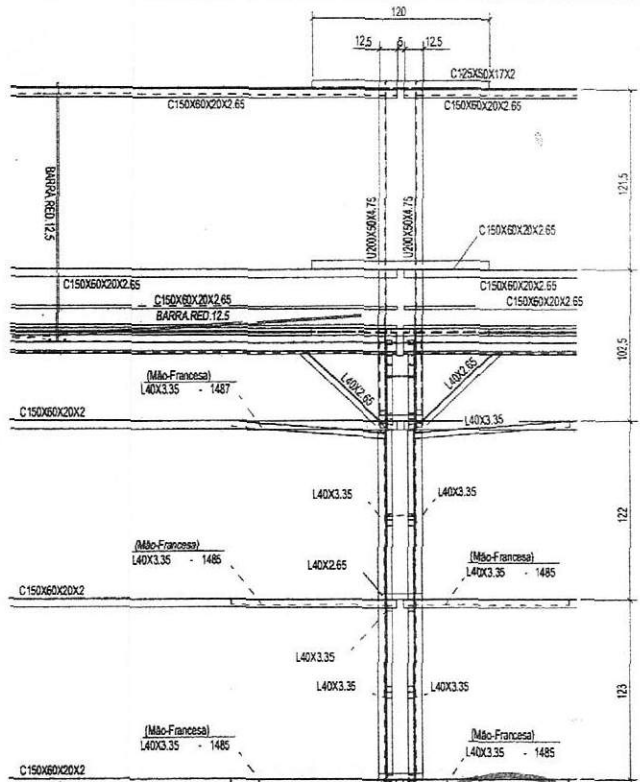 120
12,5 5 12,5
C125X50X17X2
C150X60X20X2.65
C150X60X20X2.65
BARRA.RED.12.5
121,5
U200X50X4.75
U200X50X4.75
C150X60X20X2.65
C150X60X20X2.65
C150X60X20X2.65
C150X60X20X2.65
C150X60X20X2.65
BARRA.RED.12.5
102,5
L40X2.65
L40X2.65
(Mão-Francesa)
L40X3.35 - 1487
C150X60X20X2
L40X3.35
L40X3.35
L40X3.35
122
(Mão-Francesa)
L40X3.35 - 1485
L40X2.65
(Mão-Francesa)
L40X3.35 - 1485
C150X60X20X2
L40X3.35
L40X3.35
L40X3.35
123
(Mão-Francesa)
L40X3.35 - 1485
(Mão-Francesa)
L40X3.35 - 1485
C150X60X20X2